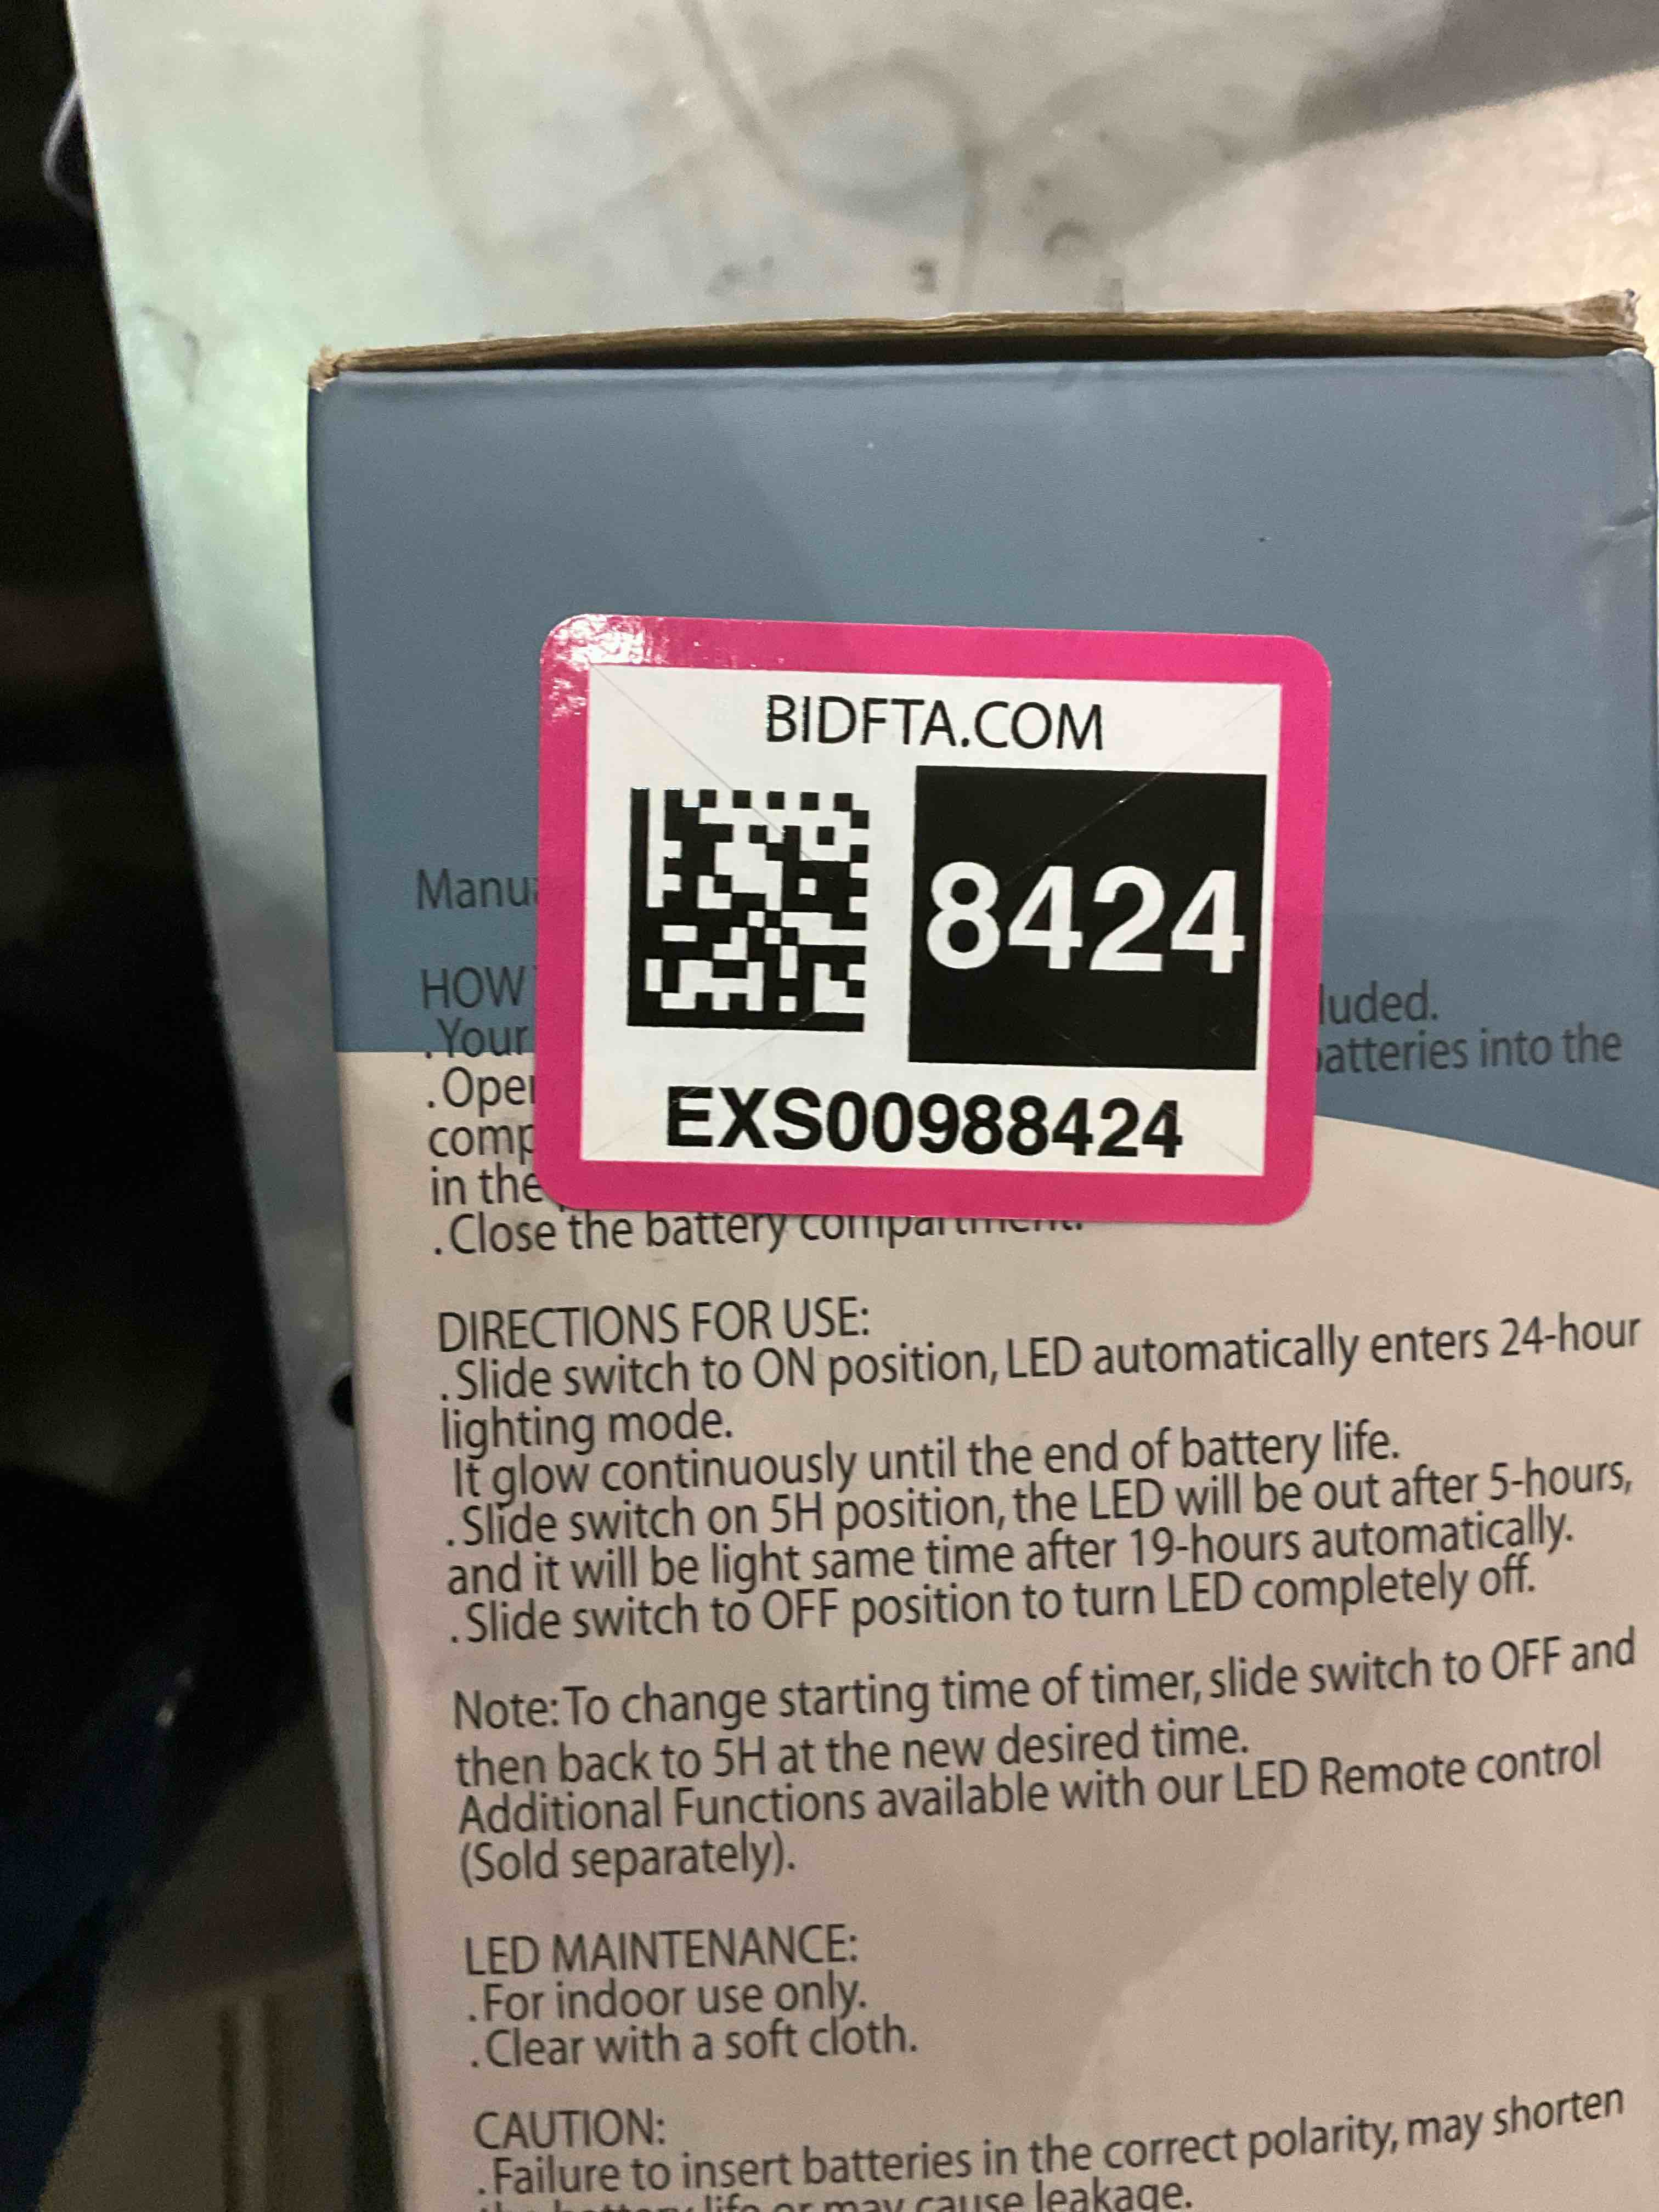 BIDFTA.COM
8424
EXS00988424
HOW
luded.
.Your
into the
in the
.Close the battery compartment.
DIRECTIONS FOR USE:
.Slide switch to ON position, LED automatically enters 24-hour
lighting mode.
It glow continuously until the end of battery life.
.Slide switch on 5H position, the LED will be out after 5-hours,
and it will be light same time after 19-hours automatically.
.Slide switch to OFF position to turn LED completely off.
Note: To change starting time of timer, slide switch to OFF and
then back to 5H at the new desired time.
Additional Functions available with our LED Remote control
(Sold separately).
LED MAINTENANCE:
.For indoor use only.
.Clear with a soft cloth.
CAUTION:
.Failure to insert batteries in the correct polarity, may shorten
the battery life or may cause leakage.